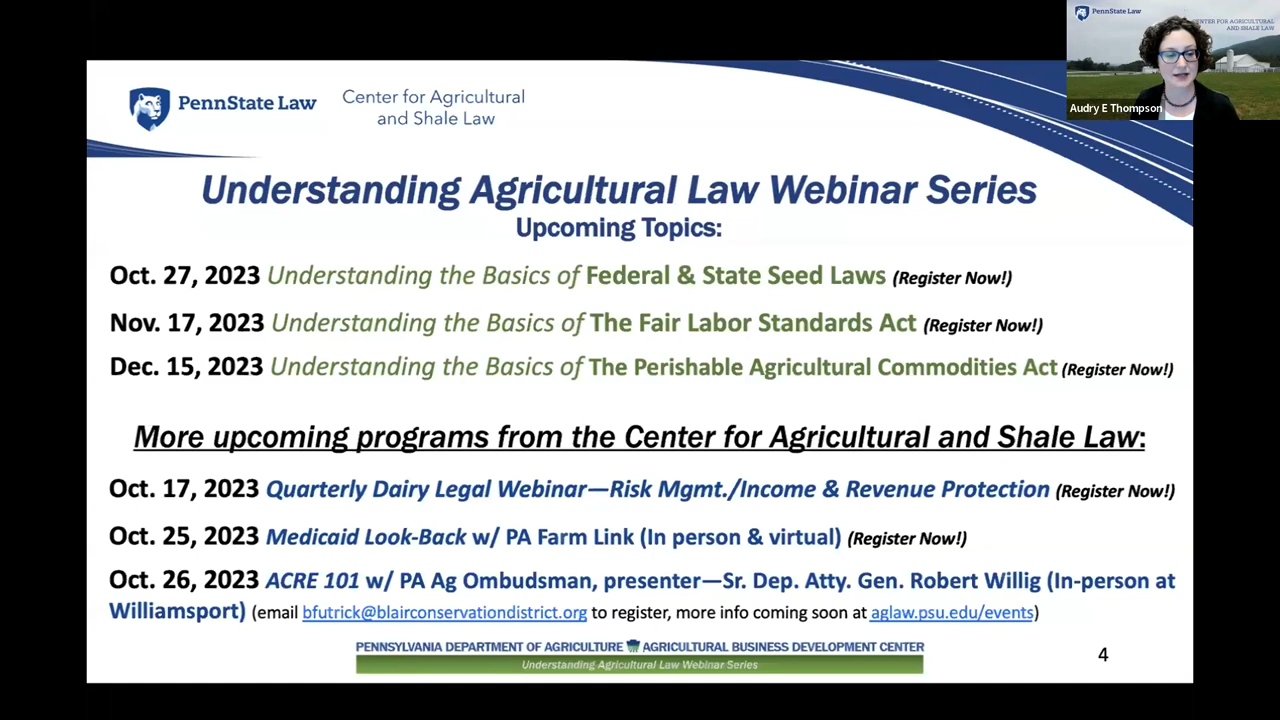 PennState Law
CENTER FOR AGRICULTURAL
AND SHALE LAW
Audry E Thompson
PennState Law
Center for Agricultural
and Shale Law
Understanding Agricultural Law Webinar Series
Upcoming Topics:
Oct. 27, 2023 Understanding the Basics of Federal & State Seed Laws (Register Now!)
Nov. 17, 2023 Understanding the Basics of The Fair Labor Standards Act (Register Now!)
Dec. 15, 2023 Understanding the Basics of The Perishable Agricultural Commodities Act (Register Now!)
More upcoming programs from the Center for Agricultural and Shale Law:
Oct. 17, 2023 Quarterly Dairy Legal Webinar—Risk Mgmt./Income & Revenue Protection (Register Now!)
Oct. 25, 2023 Medicaid Look-Back w/ PA Farm Link (In person & virtual) (Register Now!)
Oct. 26, 2023 ACRE 101 w/ PA Ag Ombudsman, presenter—Sr. Dep. Atty. Gen. Robert Willig (In-person at
Williamsport) (email bfutrick@blairconservationdistrict.org to register, more info coming soon at aglaw.psu.edu/events)
PENNSYLVANIA DEPARTMENT OF AGRICULTURE AGRICULTURAL BUSINESS DEVELOPMENT CENTER
Understanding Agricultural Law Webinar Series
4